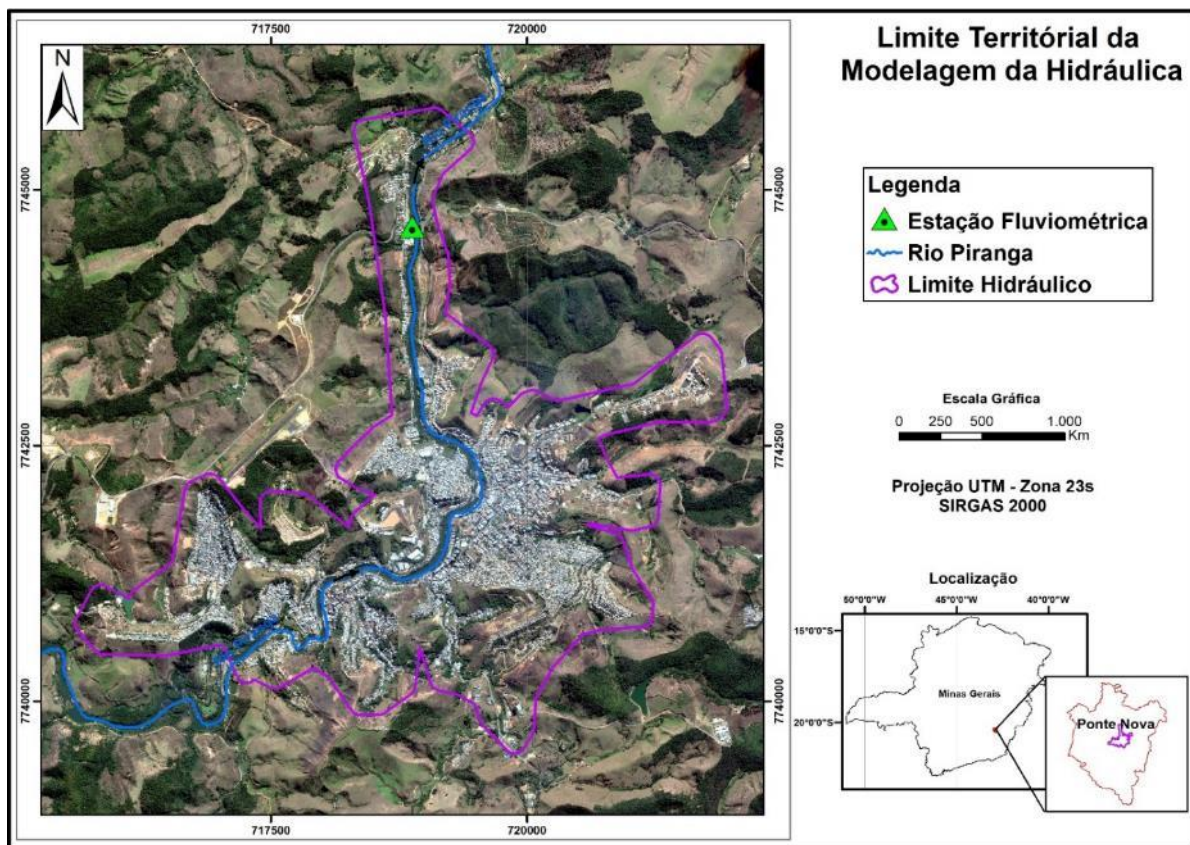 717500
720000
N
7745000
7745000
7742500
7742500
7740000
7740000
717500
720000
Limite Territórial da
Modelagem da Hidráulica
Legenda
Estação Fluviométrica
Rio Piranga
Limite Hidráulico
Escala Gráfica
0 250 500 1.000
Km
Projeção UTM - Zona 23s
SIRGAS 2000
Localização
50°0'0"W 45°0'0"W 40°0'0"W
15°0'0"S
20°0'0"S
Minas Gerais
Ponte Nova